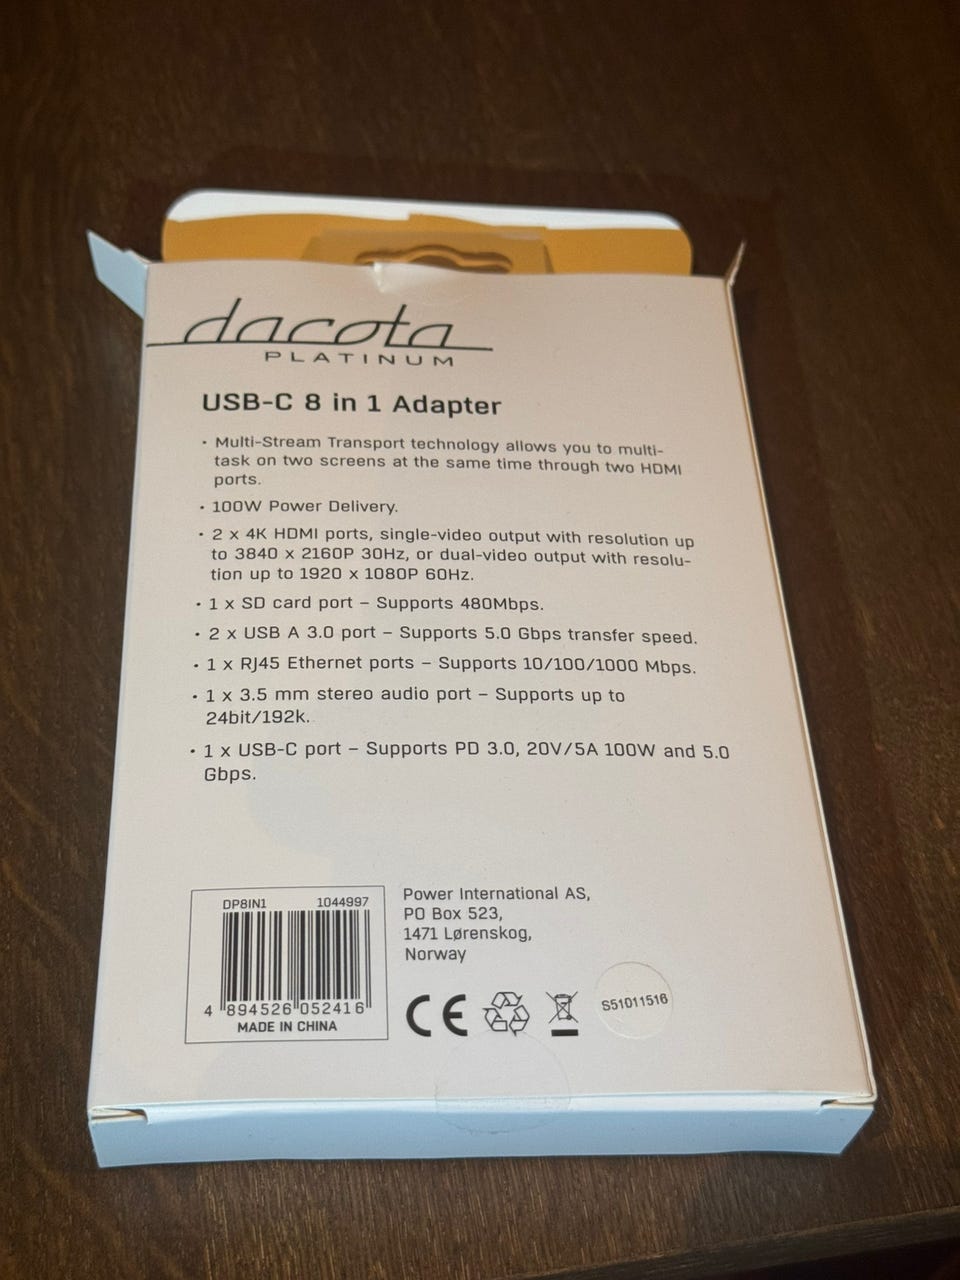 dacota
PLATINUM
USB-C 8 in 1 Adapter
• Multi-Stream Transport technology allows you to multi-
task on two screens at the same time through two HDMI
ports.
• 100W Power Delivery.
• 2 x 4K HDMI ports, single-video output with resolution up
to 3840 x 2160P 30Hz, or dual-video output with resolu-
tion up to 1920 x 1080P 60Hz.
• 1 x SD card port – Supports 480Mbps.
• 2 x USB A 3.0 port – Supports 5.0 Gbps transfer speed.
• 1 x RJ45 Ethernet ports – Supports 10/100/1000 Mbps.
• 1 x 3.5 mm stereo audio port – Supports up to
24bit/192k.
• 1 x USB-C port – Supports PD 3.0, 20V/5A 100W and 5.0
Gbps.
DP8IN1 1044997
4 894526 052416
MADE IN CHINA
Power International AS,
PO Box 523,
1471 Lørenskog,
Norway
CE
S51011516